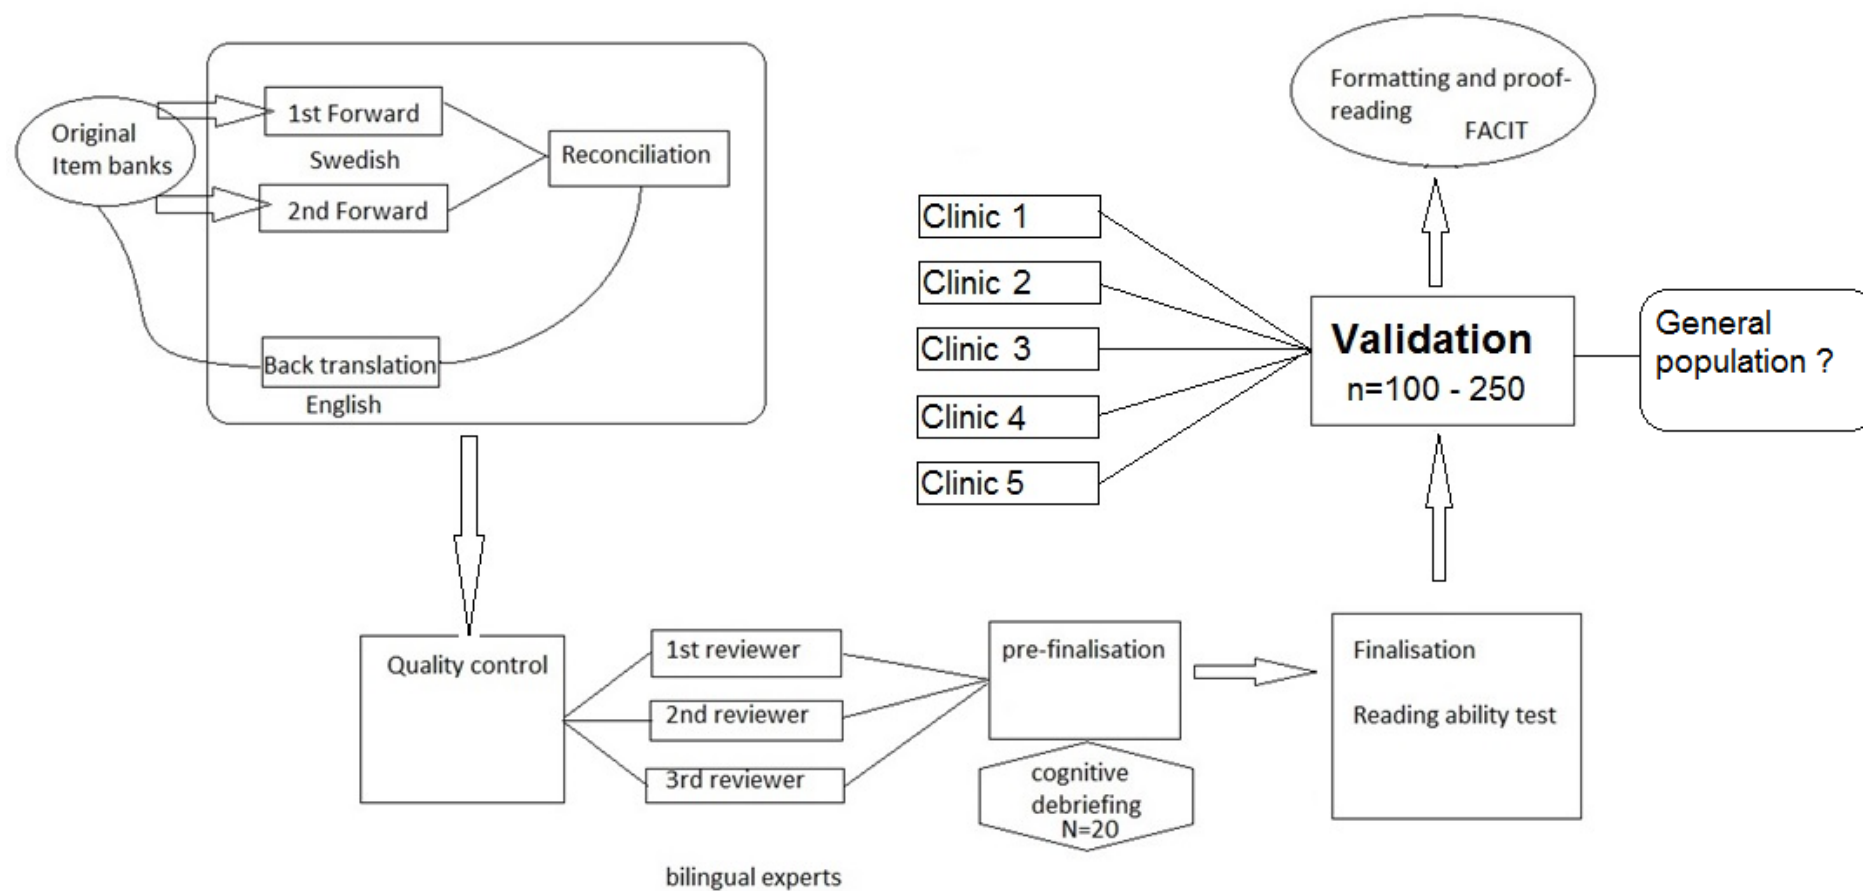 Original
Item banks
1st Forward
Swedish
2nd Forward
Reconciliation
Back translation
English
Quality control
1st reviewer
2nd reviewer
3rd reviewer
bilingual experts
pre-finalisation
cognitive
debriefing
N=20
Finalisation
Reading ability test
Clinic 1
Clinic 2
Clinic 3
Clinic 4
Clinic 5
Validation
n=100 - 250
General
population ?
Formatting and proof-
reading
FACIT